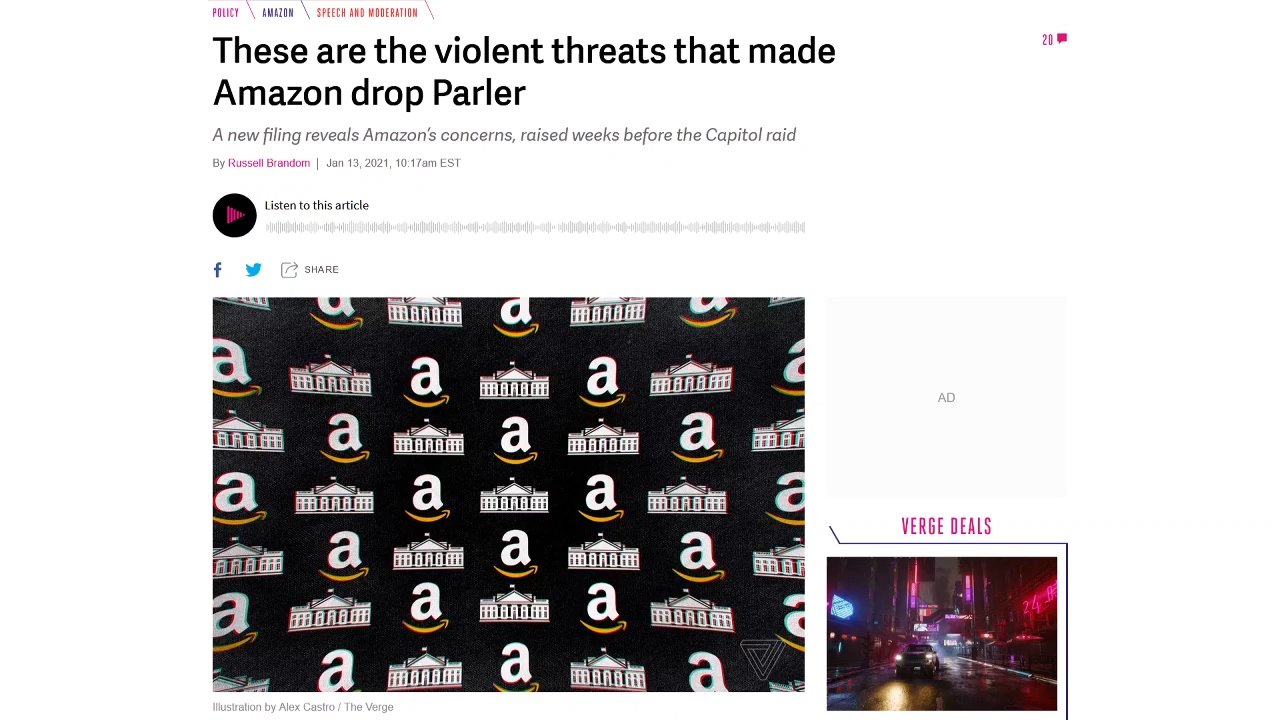 POLICY AMAZON SPEECH AND MODERATION
These are the violent threats that made
Amazon drop Parler
20
A new filing reveals Amazon's concerns, raised weeks before the Capitol raid
By Russell Brandom | Jan 13, 2021, 10:17am EST
Listen to this article
SHARE
AD
VERGE DEALS
Illustration by Alex Castro / The Verge